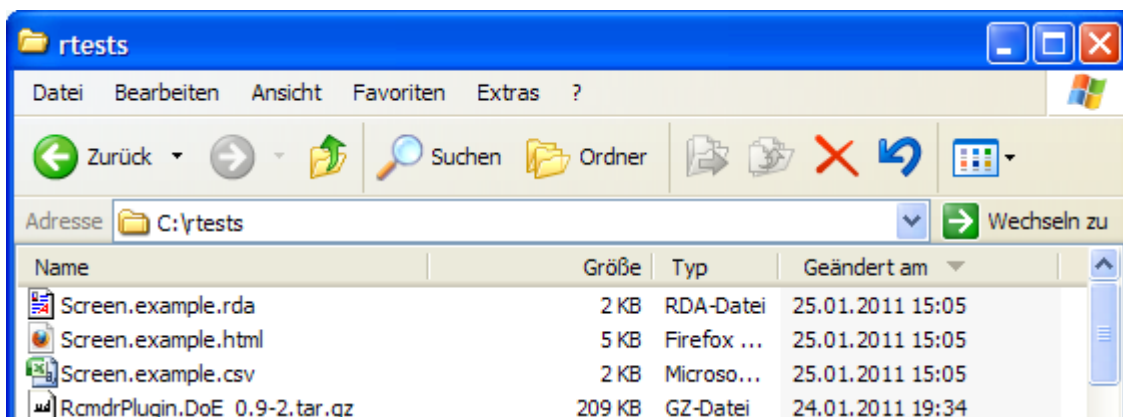 rtests
Datei Bearbeiten Ansicht Favoriten Extras ?
Zurück Suchen Ordner
Adresse C:\rtests Wechseln zu
Name Größe Typ Geändert am
Screen.example.rda 2 KB RDA-Datei 25.01.2011 15:05
Screen.example.html 5 KB Firefox ... 25.01.2011 15:05
Screen.example.csv 2 KB Microso... 25.01.2011 15:05
RcmdrPlugin.DoE_0.9-2.tar.gz 209 KB GZ-Datei 24.01.2011 19:34